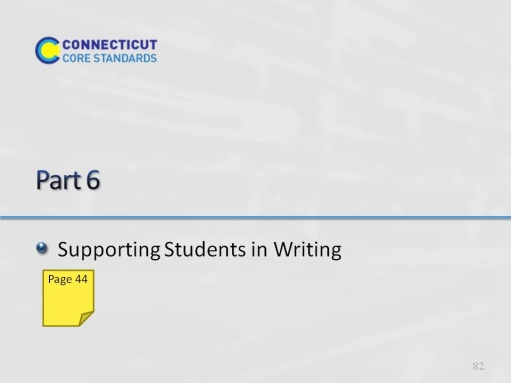 CONNECTICUT
CORE STANDARDS
Part 6
Supporting Students in Writing
Page 44
82